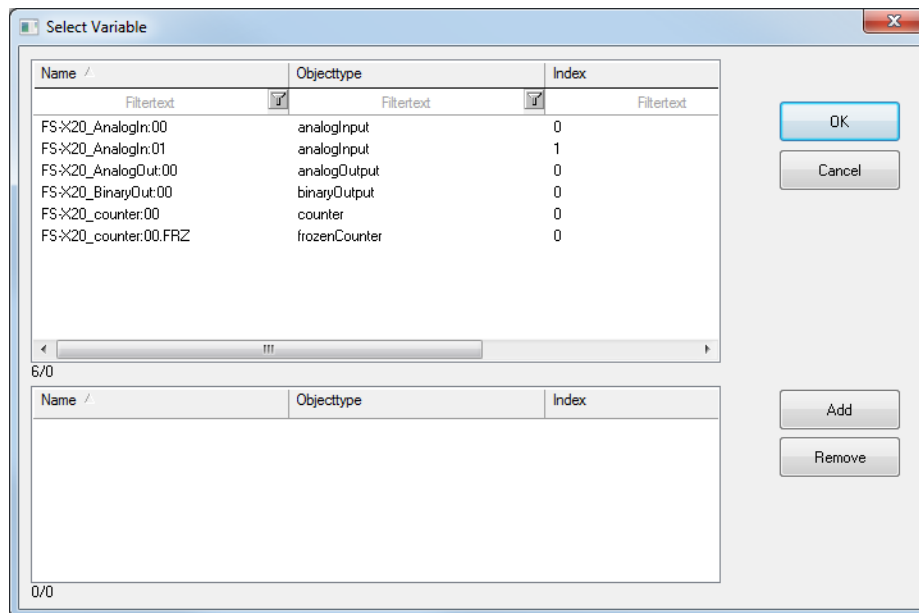 Select Variable
Name Objecttype Index
Filtertext Filtertext Filtertext
FS-X20_AnalogIn:00 analogInput 0
FS-X20_AnalogIn:01 analogInput 1
FS-X20_AnalogOut:00 analogOutput 0
FS-X20_BinaryOut:00 binaryOutput 0
FS-X20_counter:00 counter 0
FS-X20_counter:00.FRZ frozenCounter 0
6/0
OK
Cancel
Name Objecttype Index
0/0
Add
Remove